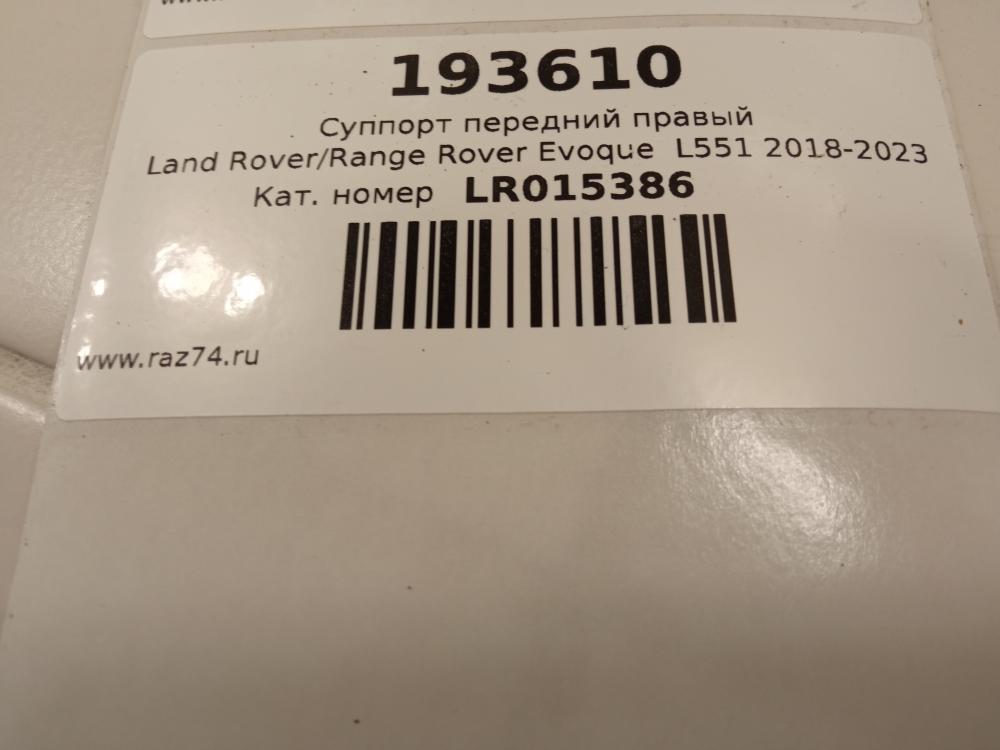 193610
Суппорт передний правый
Land Rover/Range Rover Evoque L551 2018-2023
Кат. номер LR015386
www.raz74.ru